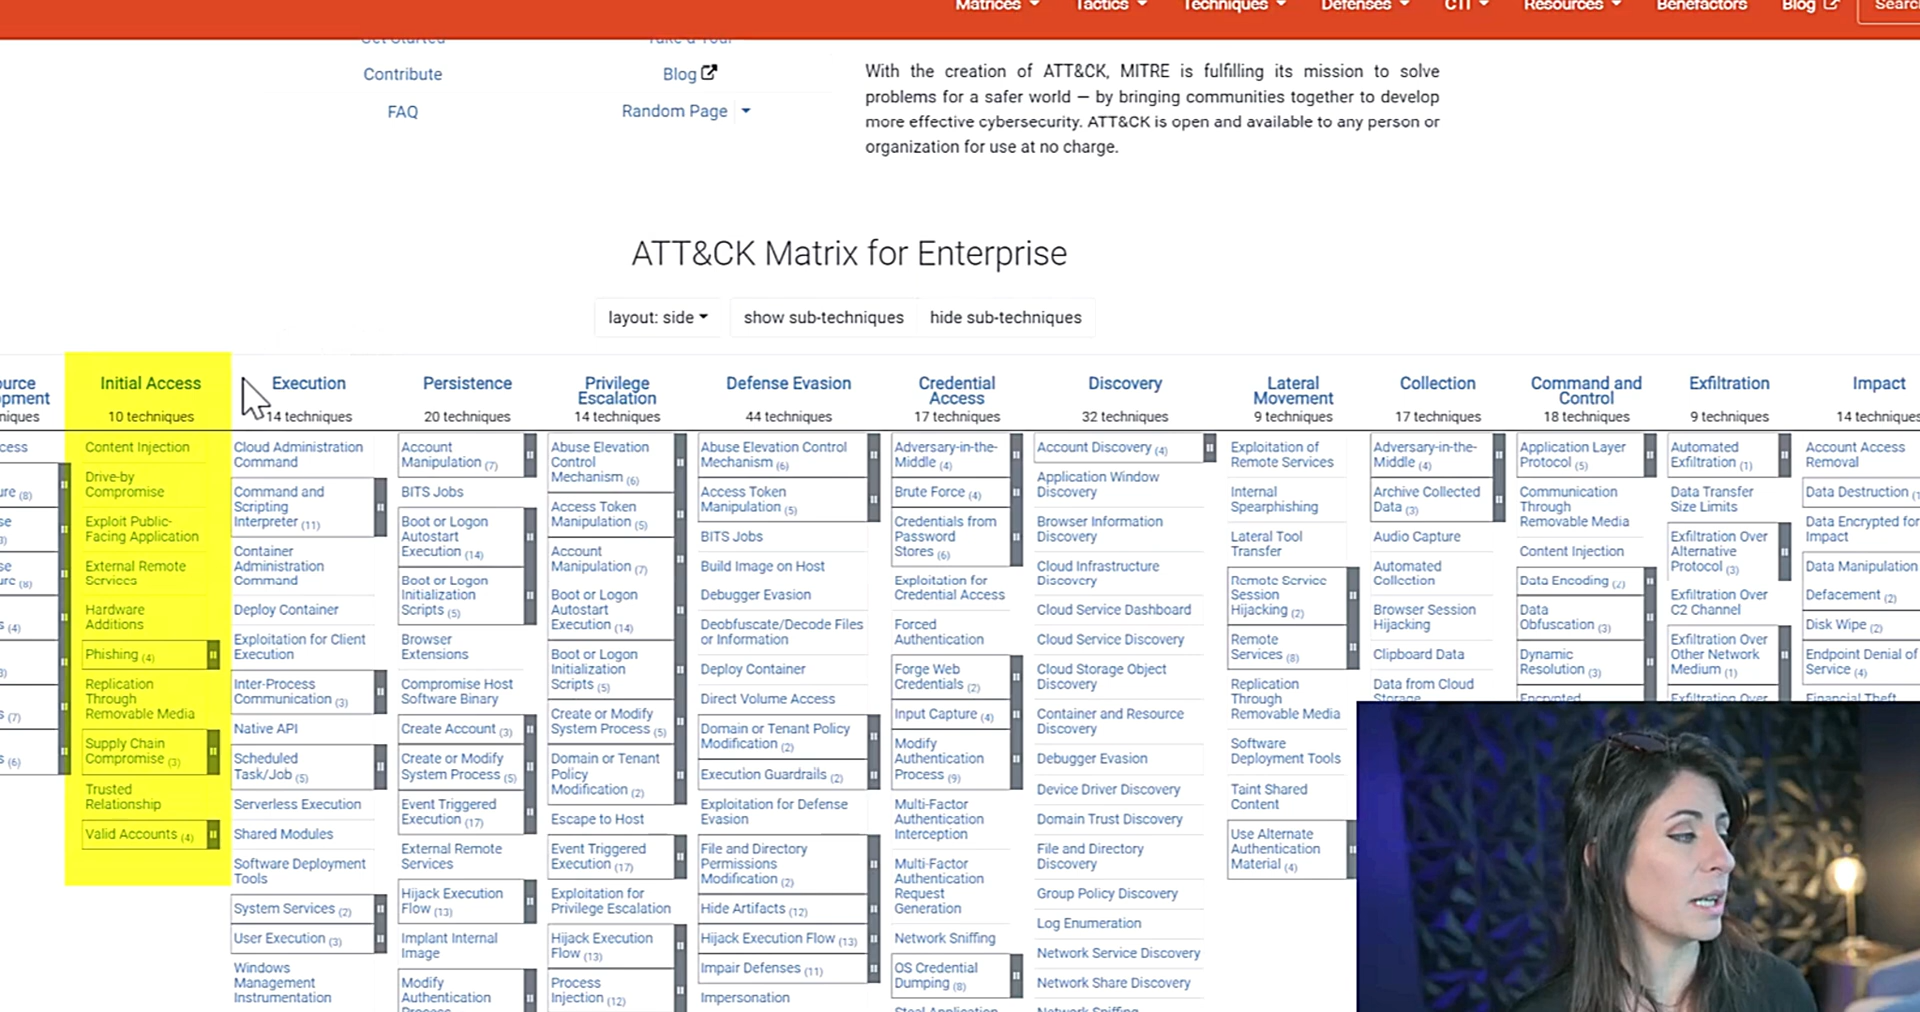 Matrices
Tactics
Techniques
Defenses
CTI
Resources
Benefactors
Blog
Get Started
Take a Tour
Contribute
Blog
FAQ
Random Page
With the creation of ATT&CK, MITRE is fulfilling its mission to solve
problems for a safer world — by bringing communities together to develop
more effective cybersecurity. ATT&CK is open and available to any person or
organization for use at no charge.
ATT&CK Matrix for Enterprise
layout: side
show sub-techniques
hide sub-techniques
Initial Access
10 techniques
Content Injection
Drive-by
Compromise
Exploit Public-
Facing Application
External Remote
Services
Hardware
Additions
Phishing (4)
Replication
Through
Removable Media
Supply Chain
Compromise (3)
Trusted
Relationship
Valid Accounts (4)
Execution
14 techniques
Cloud Administration
Command
Command and
Scripting
Interpreter (11)
Container
Administration
Command
Deploy Container
Exploitation for Client
Execution
Inter-Process
Communication (3)
Native API
Scheduled
Task/Job (5)
Serverless Execution
Shared Modules
Software Deployment
Tools
System Services (2)
User Execution (3)
Windows
Management
Instrumentation
Persistence
20 techniques
Account
Manipulation (7)
BITS Jobs
Boot or Logon
Autostart
Execution (14)
Boot or Logon
Initialization
Scripts (5)
Browser
Extensions
Compromise Host
Software Binary
Create Account (3)
Create or Modify
System Process (5)
Event Triggered
Execution (17)
External Remote
Services
Hijack Execution
Flow (13)
Implant Internal
Image
Modify
Authentication
Process
Privilege
Escalation
14 techniques
Abuse Elevation
Control
Mechanism (6)
Access Token
Manipulation (5)
Account
Manipulation (7)
Boot or Logon
Autostart
Execution (14)
Boot or Logon
Initialization
Scripts (5)
Create or Modify
System Process (5)
Domain or Tenant
Policy
Modification (2)
Escape to Host
Event Triggered
Execution (17)
Exploitation for
Privilege Escalation
Hijack Execution
Flow (13)
Process
Injection (12)
Defense Evasion
44 techniques
Abuse Elevation Control
Mechanism (6)
Access Token
Manipulation (5)
BITS Jobs
Build Image on Host
Debugger Evasion
Deobfuscate/Decode Files
or Information
Deploy Container
Direct Volume Access
Domain or Tenant Policy
Modification (2)
Execution Guardrails (2)
Exploitation for Defense
Evasion
File and Directory
Permissions
Modification (2)
Hide Artifacts (12)
Hijack Execution Flow (13)
Impair Defenses (11)
Impersonation
Credential
Access
17 techniques
Adversary-in-the-
Middle (4)
Brute Force (4)
Credentials from
Password
Stores (6)
Exploitation for
Credential Access
Forced
Authentication
Forge Web
Credentials (2)
Input Capture (4)
Modify
Authentication
Process (9)
Multi-Factor
Authentication
Interception
Multi-Factor
Authentication
Request
Generation
Network Sniffing
OS Credential
Dumping (8)
Steal Application
Discovery
32 techniques
Account Discovery (4)
Application Window
Discovery
Browser Information
Discovery
Cloud Infrastructure
Discovery
Cloud Service Dashboard
Cloud Service Discovery
Cloud Storage Object
Discovery
Container and Resource
Discovery
Debugger Evasion
Device Driver Discovery
Domain Trust Discovery
File and Directory
Discovery
Group Policy Discovery
Log Enumeration
Network Service Discovery
Network Share Discovery
Network Sniffing
Lateral
Movement
9 techniques
Exploitation of
Remote Services
Internal
Spearphishing
Lateral Tool
Transfer
Remote Service
Session
Hijacking (2)
Remote
Services (8)
Replication
Through
Removable Media
Software
Deployment Tools
Taint Shared
Content
Use Alternate
Authentication
Material (4)
Collection
17 techniques
Adversary-in-the-
Middle (4)
Archive Collected
Data (3)
Audio Capture
Automated
Collection
Browser Session
Hijacking
Clipboard Data
Data from Cloud
Storage
Command and
Control
18 techniques
Application Layer
Protocol (5)
Communication
Through
Removable Media
Content Injection
Data Encoding (2)
Data
Obfuscation (3)
Dynamic
Resolution (3)
Encrypted
Exfiltration
9 techniques
Automated
Exfiltration (1)
Data Transfer
Size Limits
Exfiltration Over
Alternative
Protocol (3)
Exfiltration Over
C2 Channel
Exfiltration Over
Other Network
Medium (1)
Exfiltration Over
Impact
14 techniques
Account Access
Removal
Data Destruction
Data Encrypted for
Impact
Data Manipulation
Defacement (2)
Disk Wipe (2)
Endpoint Denial of
Service (4)
Financial Theft